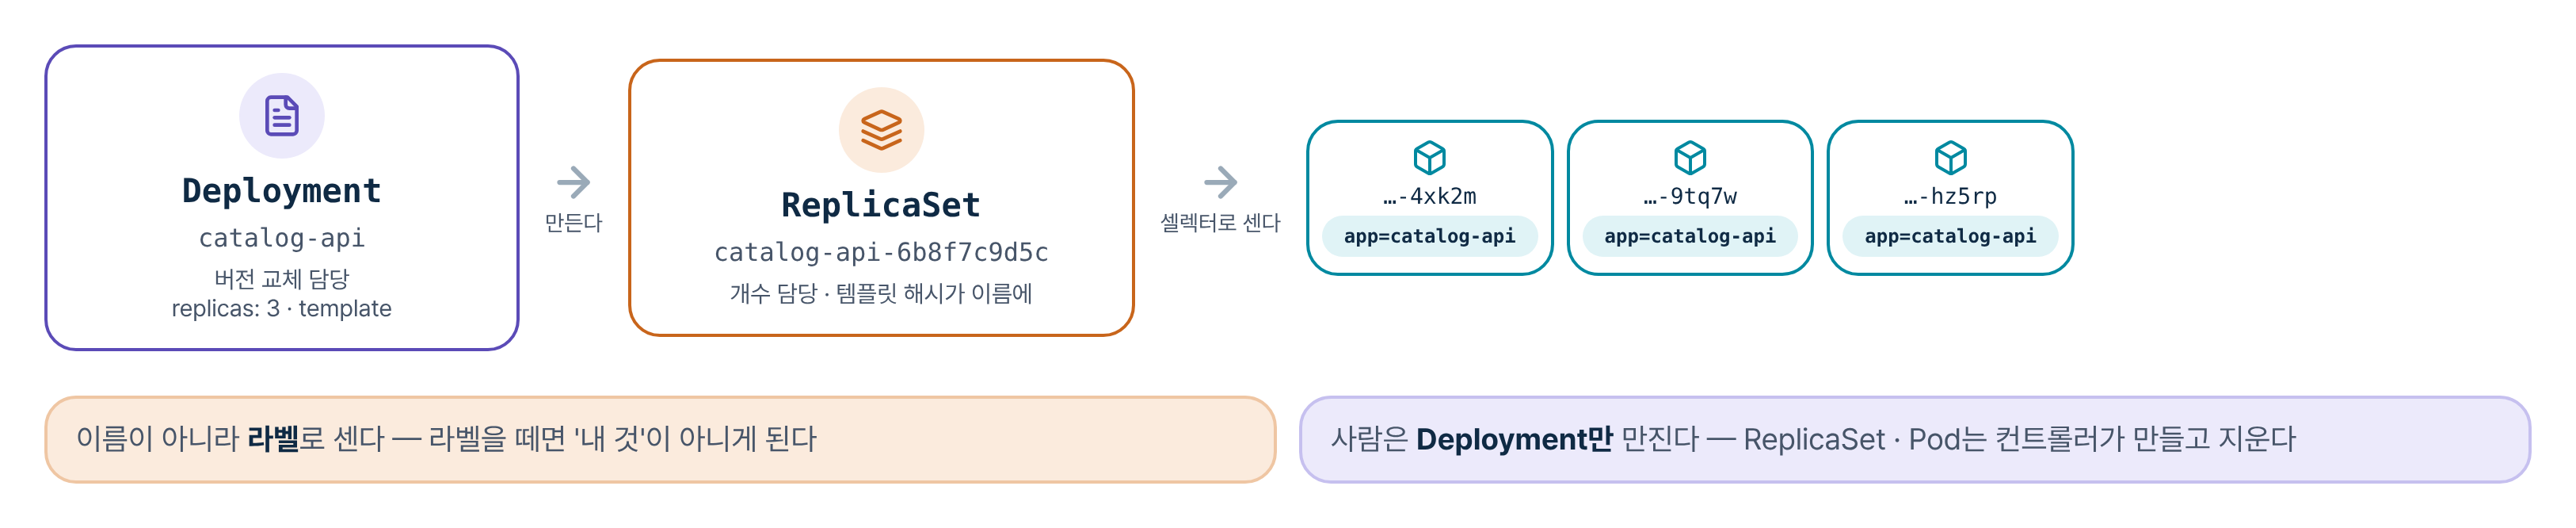 Deployment
catalog-api
버전 교체 담당
replicas: 3 · template
만든다
ReplicaSet
catalog-api-6b8f7c9d5c
개수 담당 · 템플릿 해시가 이름에
셀렉터로 센다
…-4xk2m
app=catalog-api
…-9tq7w
app=catalog-api
…-hz5rp
app=catalog-api
이름이 아니라 라벨로 센다 — 라벨을 떼면 '내 것'이 아니게 된다
사람은 Deployment만 만진다 — ReplicaSet · Pod는 컨트롤러가 만들고 지운다